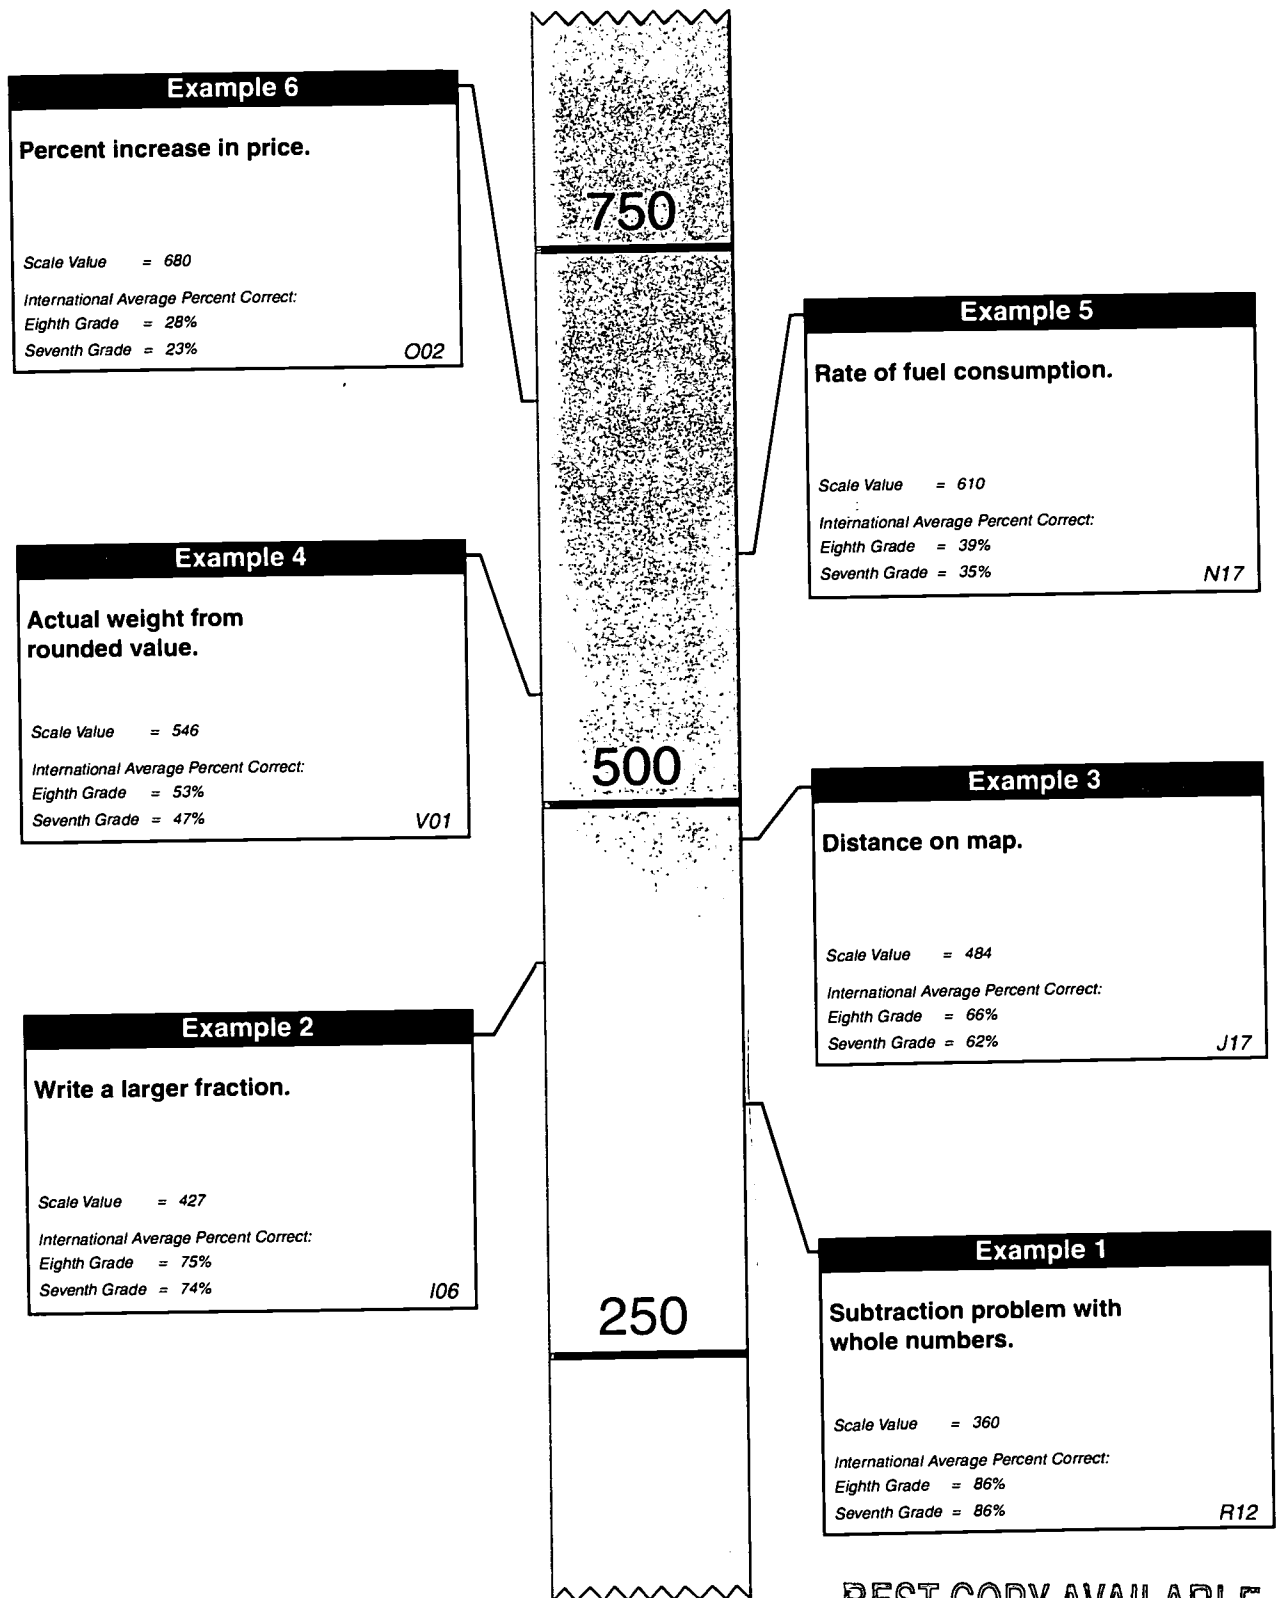 Example 6
Percent increase in price.
Scale Value = 680
International Average Percent Correct:
Eighth Grade = 28%
Seventh Grade = 23%
O02
750
Example 5
Rate of fuel consumption.
Scale Value = 610
International Average Percent Correct:
Eighth Grade = 39%
Seventh Grade = 35%
N17
Example 4
Actual weight from
rounded value.
Scale Value = 546
International Average Percent Correct:
Eighth Grade = 53%
Seventh Grade = 47%
V01
500
Example 3
Distance on map.
Scale Value = 484
International Average Percent Correct:
Eighth Grade = 66%
Seventh Grade = 62%
J17
Example 2
Write a larger fraction.
Scale Value = 427
International Average Percent Correct:
Eighth Grade = 75%
Seventh Grade = 74%
I06
250
Example 1
Subtraction problem with
whole numbers.
Scale Value = 360
International Average Percent Correct:
Eighth Grade = 86%
Seventh Grade = 86%
R12
BEST COPY AVAILABLE